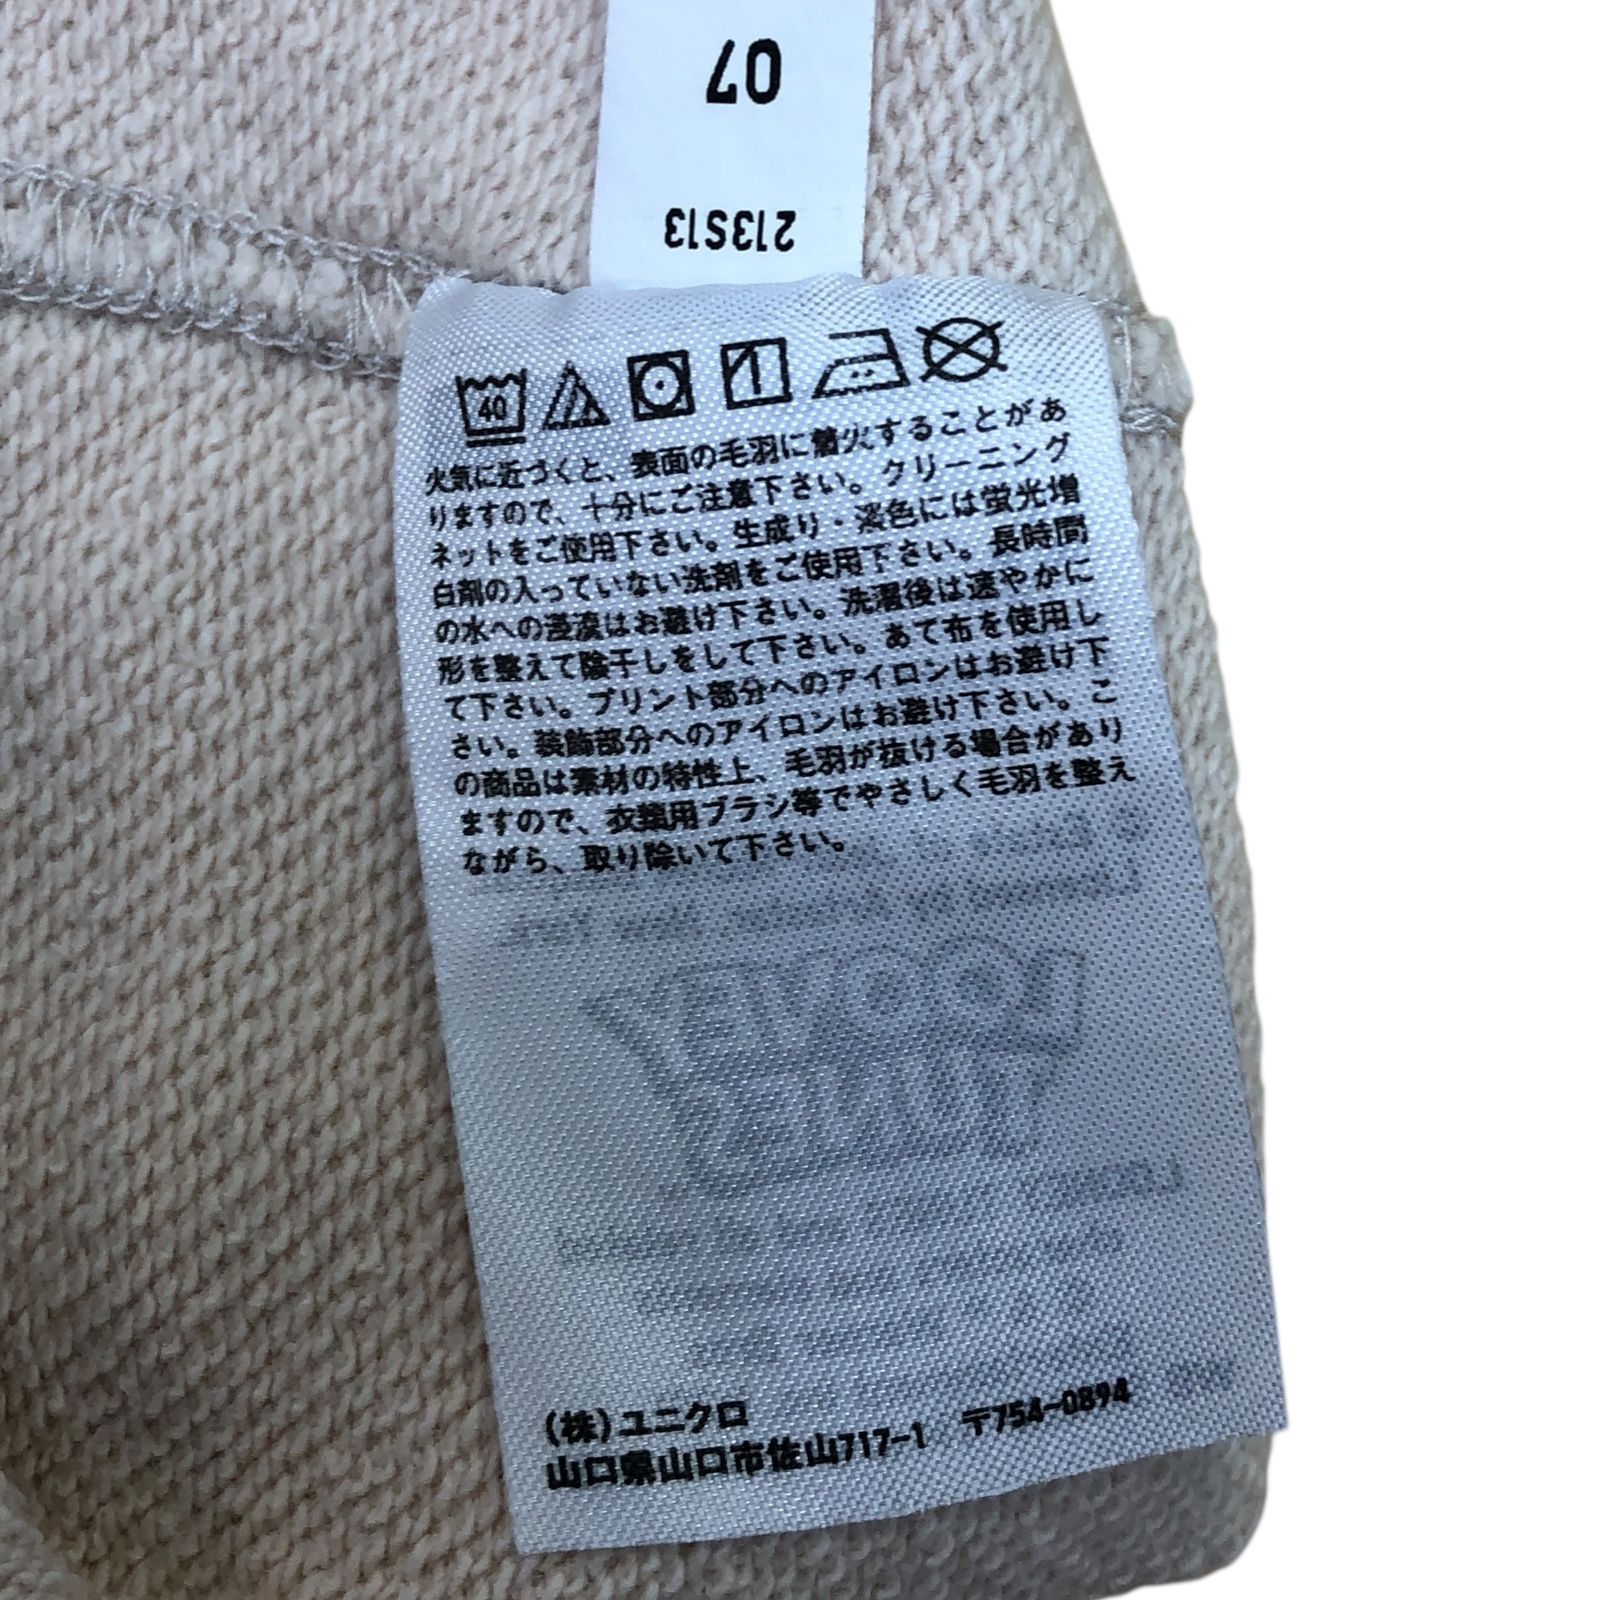 07
213S13
40
火気に近づくと、表面の毛羽に着火することがあ
りますので、十分にご注意下さい。クリーニング
ネットをご使用下さい。生成り・淡色には蛍光増
白剤の入っていない洗剤をご使用下さい。長時間
の水への浸漬はお避け下さい。洗濯後は速やかに
形を整えて陰干しをして下さい。あて布を使用し
て下さい。プリント部分へのアイロンはお避け下
さい。装飾部分へのアイロンはお避け下さい。こ
の商品は素材の特性上、毛羽が抜ける場合があり
ますので、衣類用ブラシ等でやさしく毛羽を整え
ながら、取り除いて下さい。
(株)ユニクロ
山口県山口市佐山717-1 〒754-0894